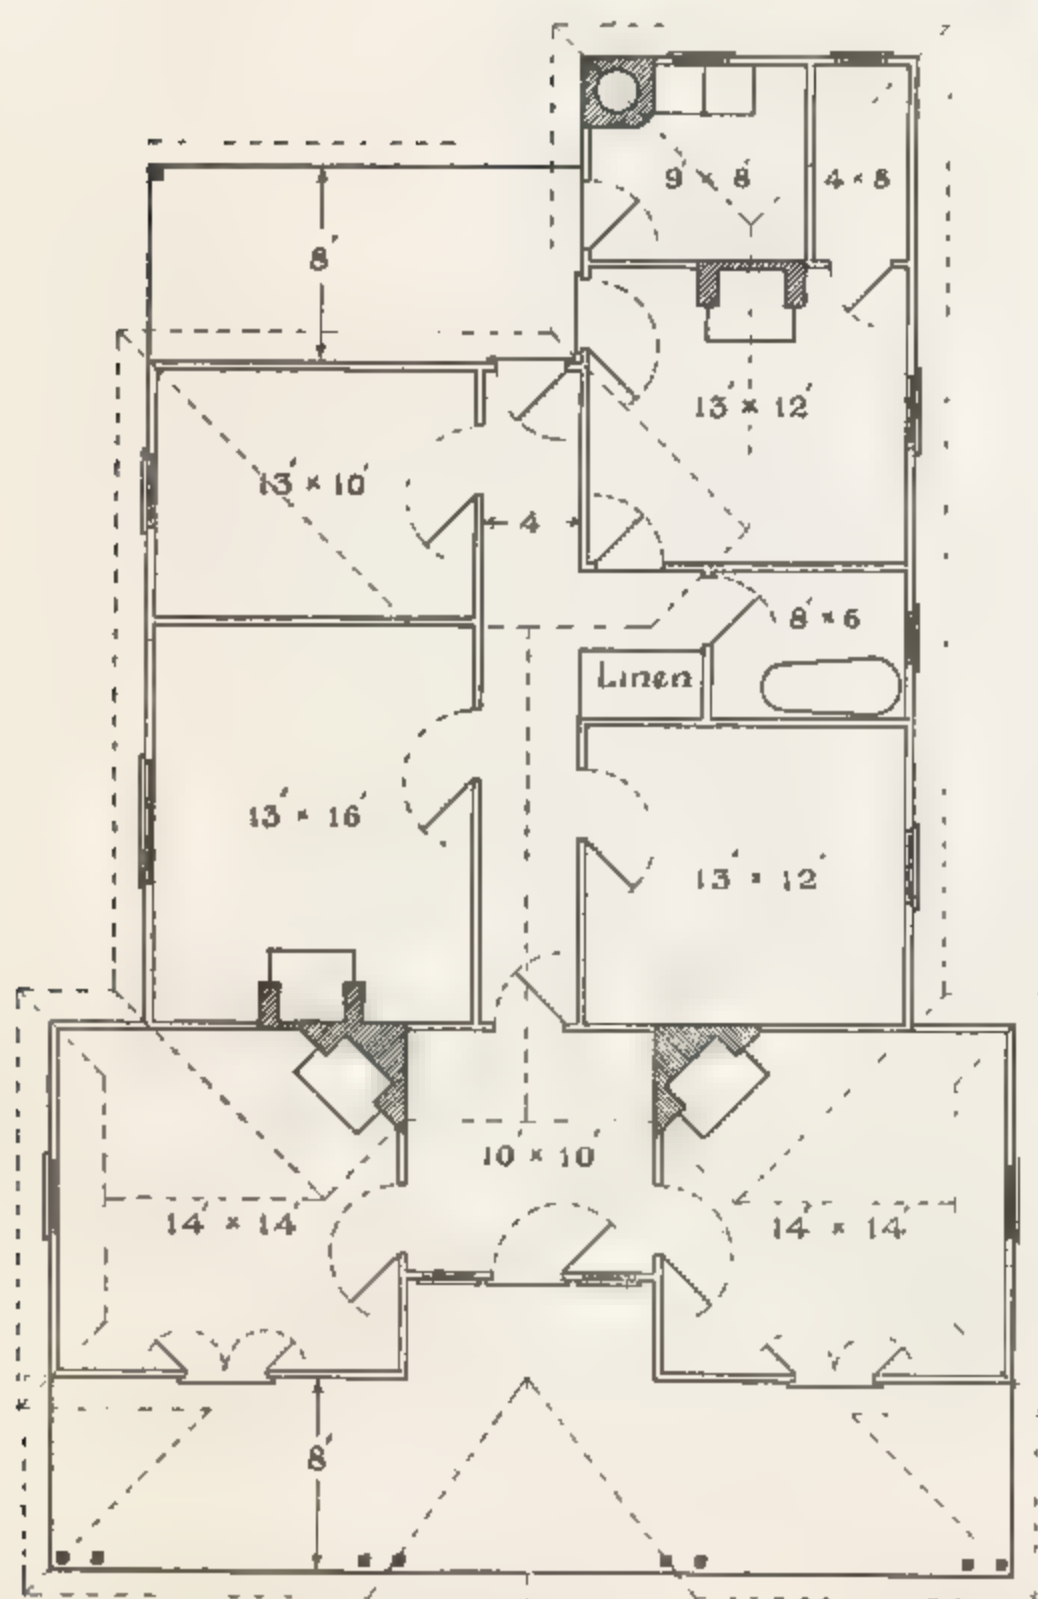 9' × 8'
4 × 8
8'
13' × 12'
13' × 10'
4
8' × 6
Linen
13' × 16'
13' × 12'
10' × 10'
14' × 14'
14' × 14'
8'